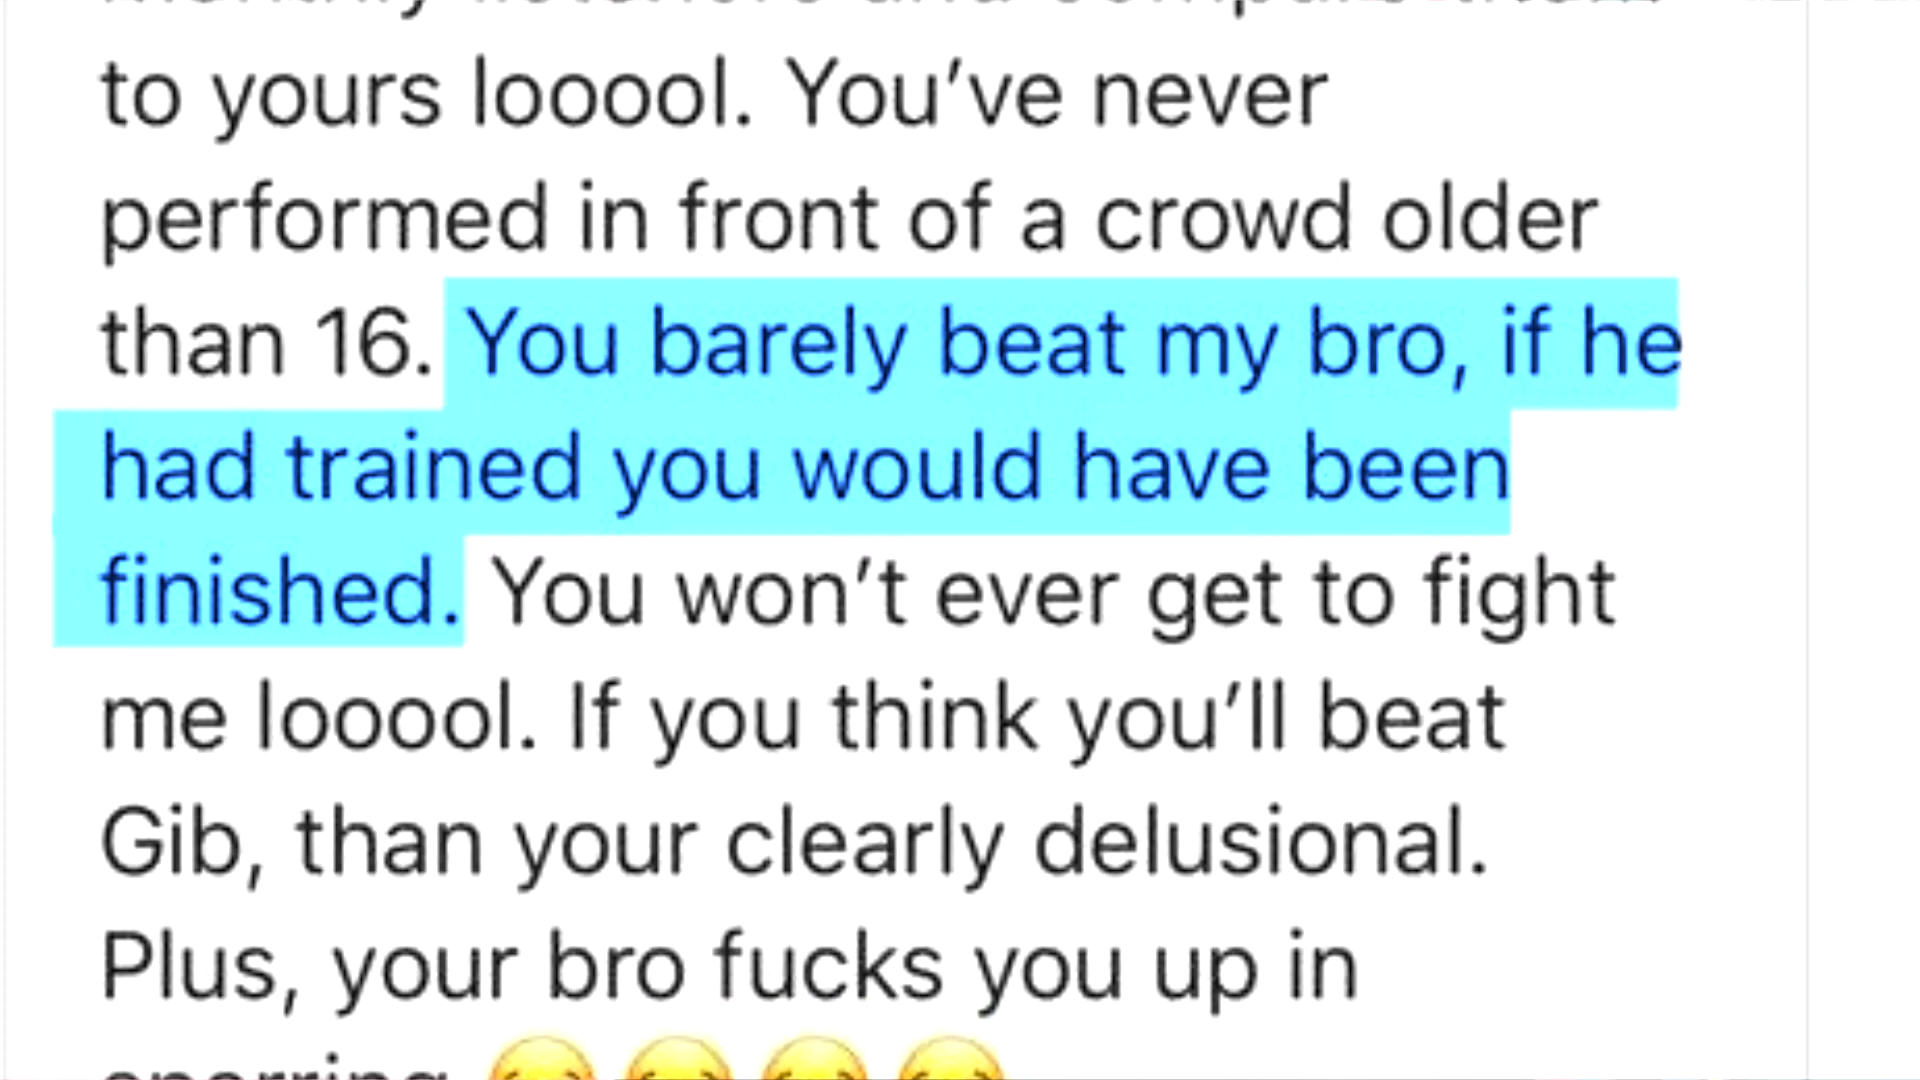 to yours looool. You’ve never
performed in front of a crowd older
than 16. You barely beat my bro, if he
had trained you would have been
finished. You won’t ever get to fight
me looool. If you think you’ll beat
Gib, than your clearly delusional.
Plus, your bro fucks you up in
sparring 😂😂😂😂